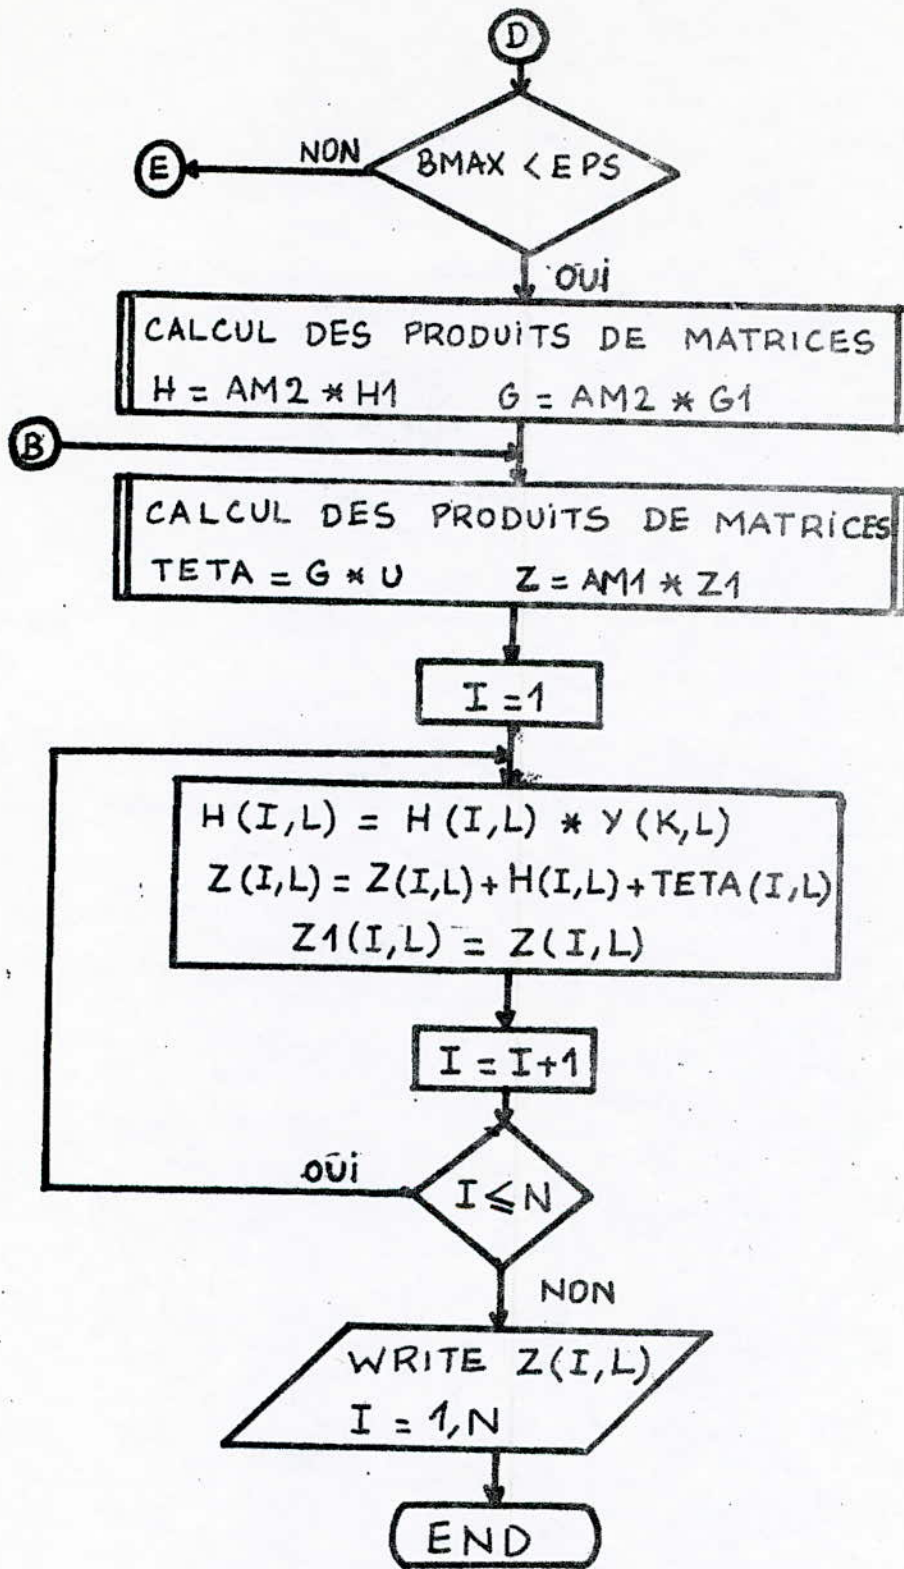 D
BMAX < EPS
NON
E
OUi
CALCUL DES PRODUiTS DE MATRICES
H = AM2 * H1 G = AM2 * G1
B
CALCUL DES PRODUiTS DE MATRICES
TETA = G * U Z = AM1 * Z1
I = 1
H(I,L) = H(I,L) * Y(K,L)
Z(I,L) = Z(I,L) + H(I,L) + TETA(I,L)
Z1(I,L) = Z(I,L)
I = I+1
OUi
I ≤ N
NON
WRITE Z(I,L)
I = 1,N
END